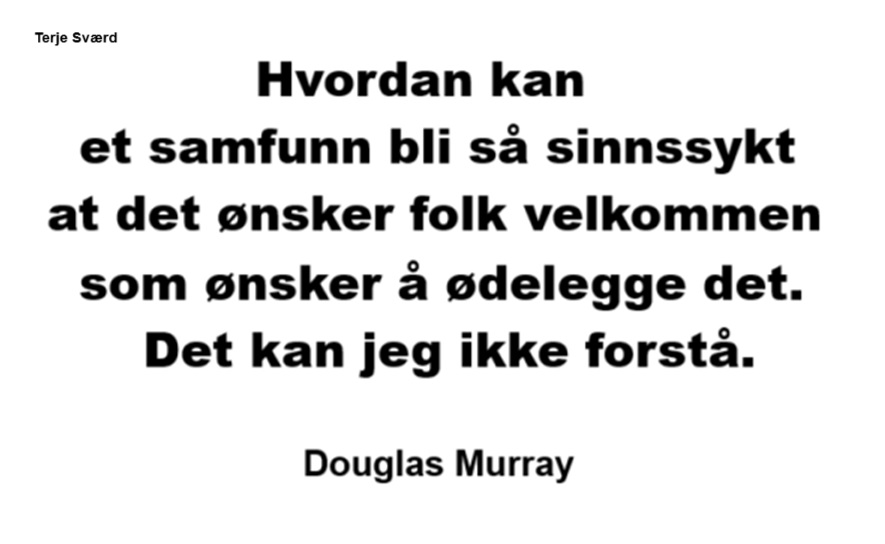 Terje Sværd
Hvordan kan
et samfunn bli så sinnssykt
at det ønsker folk velkommen
som ønsker å ødelegge det.
Det kan jeg ikke forstå.
Douglas Murray